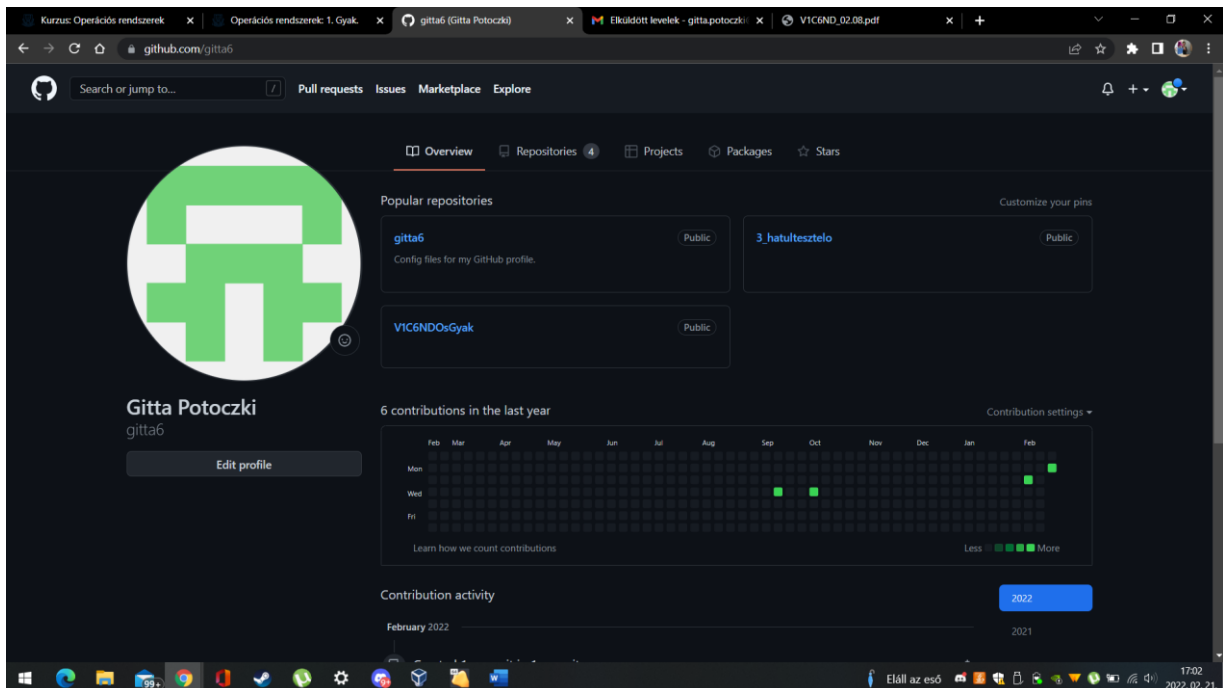 Kurzus: Operációs rendszerek
Operációs rendszerek: 1. Gyak.
gitta6 (Gitta Potoczki)
Elküldött levelek - gitta.potoczki
V1C6ND_02.08.pdf
github.com/gitta6
Search or jump to...
/
Pull requests Issues Marketplace Explore
Overview Repositories 4 Projects Packages Stars
Popular repositories
Customize your pins
gitta6 Public
Config files for my GitHub profile.
3_hatultesztelo Public
V1C6NDOsGyak Public
Gitta Potoczki
gitta6
Edit profile
6 contributions in the last year
Contribution settings
Feb Mar Apr May Jun Jul Aug Sep Oct Nov Dec Jan Feb
Mon
Wed
Fri
Learn how we count contributions
Less More
Contribution activity
2022
February 2022
2021
99+
Eláll az eső
17:02
2022. 02. 21.